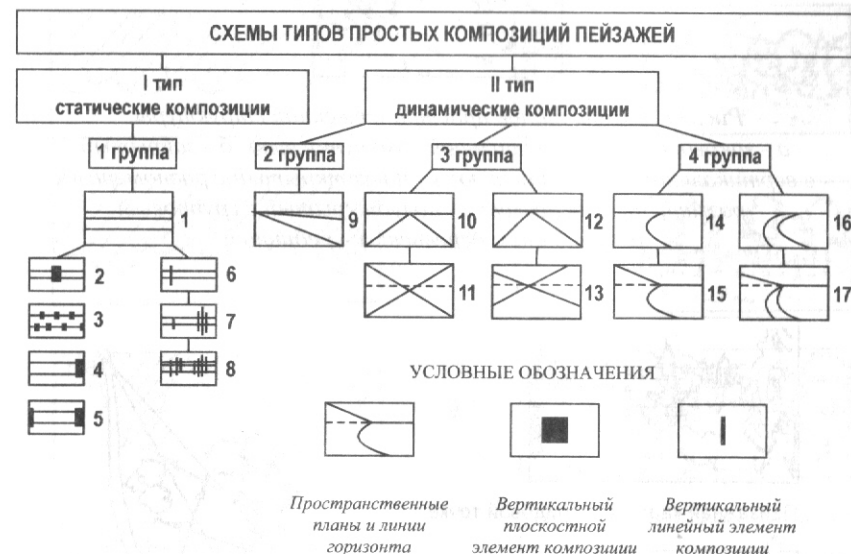 СХЕМЫ ТИПОВ ПРОСТЫХ КОМПОЗИЦИЙ ПЕЙЗАЖЕЙ
I тип
статические композиции
II тип
динамические композиции
1 группа
2 группа
3 группа
4 группа
1
9
10
12
14
16
2
6
11
13
15
17
3
7
4
8
5
УСЛОВНЫЕ ОБОЗНАЧЕНИЯ
Пространственные
планы и линии
горизонта
Вертикальный
плоскостной
элемент композиции
Вертикальный
линейный элемент
композиции